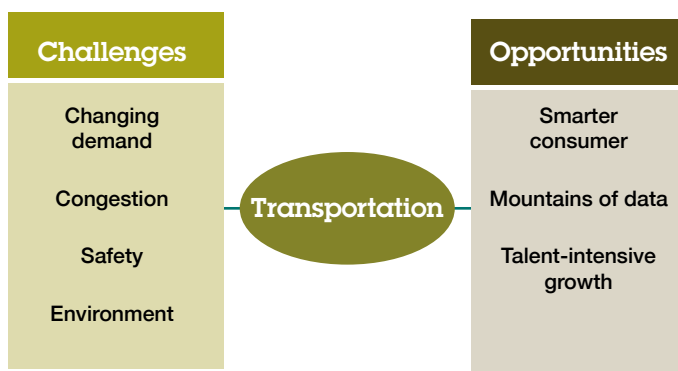 Challenges
Changing
demand
Congestion
Safety
Environment
Transportation
Opportunities
Smarter
consumer
Mountains of data
Talent-intensive
growth